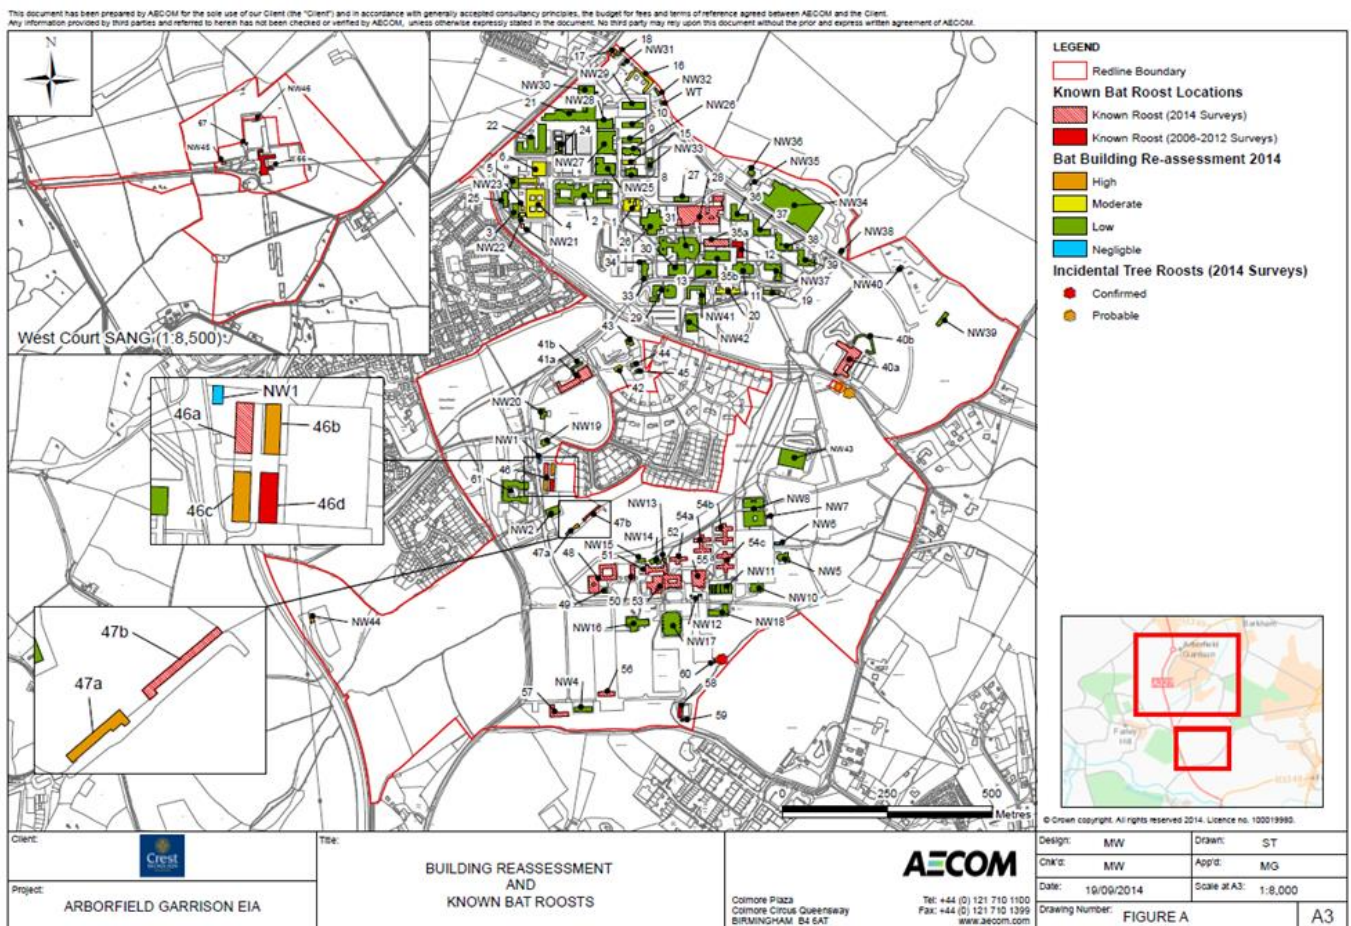 This document has been prepared by AECOM for the sole use of our Client (the "Client") and in accordance with generally accepted consultancy principles, the budget for fees and terms of reference agreed between AECOM and the Client.
Any information provided by third parties and referred to herein has not been checked or verified by AECOM, unless otherwise expressly stated in the document. No third party may rely upon this document without the prior and express written agreement of AECOM.
N
NW46
67
NW45
66
West Court SANG (1:8,500)
17
18
NW31
NW29
16
NW30
NW32
WT
21
NW28
NW26
10
22
24
9
15
6
NW27
NW33
5
8
NW36
NW23
NW25
27
NW35
25
28
36
3
4
2
1
31
37
NW34
NW22
NW21
26
35a
NW38
30
38
34
12
39
35b
NW40
33
13
NW37
29
11
19
20
NW41
NW39
43
NW42
41b
44
40b
41a
45
40a
42
NW20
NW19
NW1
46
61
NW43
NW2
NW13
54b
NW8
54a
NW7
47b
NW14
52
NW6
47a
NW15
48
51
54c
55
NW5
NW11
49
50
53
NW10
NW16
NW12
NW18
NW17
NW44
60
56
58
NW4
57
59
NW1
46a
46b
46c
46d
47b
47a
0
250
500
Metres
LEGEND
Redline Boundary
Known Bat Roost Locations
Known Roost (2014 Surveys)
Known Roost (2006-2012 Surveys)
Bat Building Re-assessment 2014
High
Moderate
Low
Negligble
Incidental Tree Roosts (2014 Surveys)
Confirmed
Probable
Barkham
Arborfield
Garrison
Farley
Hill
© Crown copyright. All rights reserved 2014. Licence no. 100019980.
Client:
Crest
NICHOLSON
Project:
ARBORFIELD GARRISON EIA
Title:
BUILDING REASSESSMENT
AND
KNOWN BAT ROOSTS
AECOM
Colmore Plaza
Colmore Circus Queensway
BIRMINGHAM B4 6AT
Tel: +44 (0) 121 710 1100
Fax: +44 (0) 121 710 1399
www.aecom.com
Design: MW
Drawn: ST
Chk'd: MW
App'd: MG
Date: 19/09/2014
Scale at A3: 1:8,000
Drawing Number: FIGURE A
A3